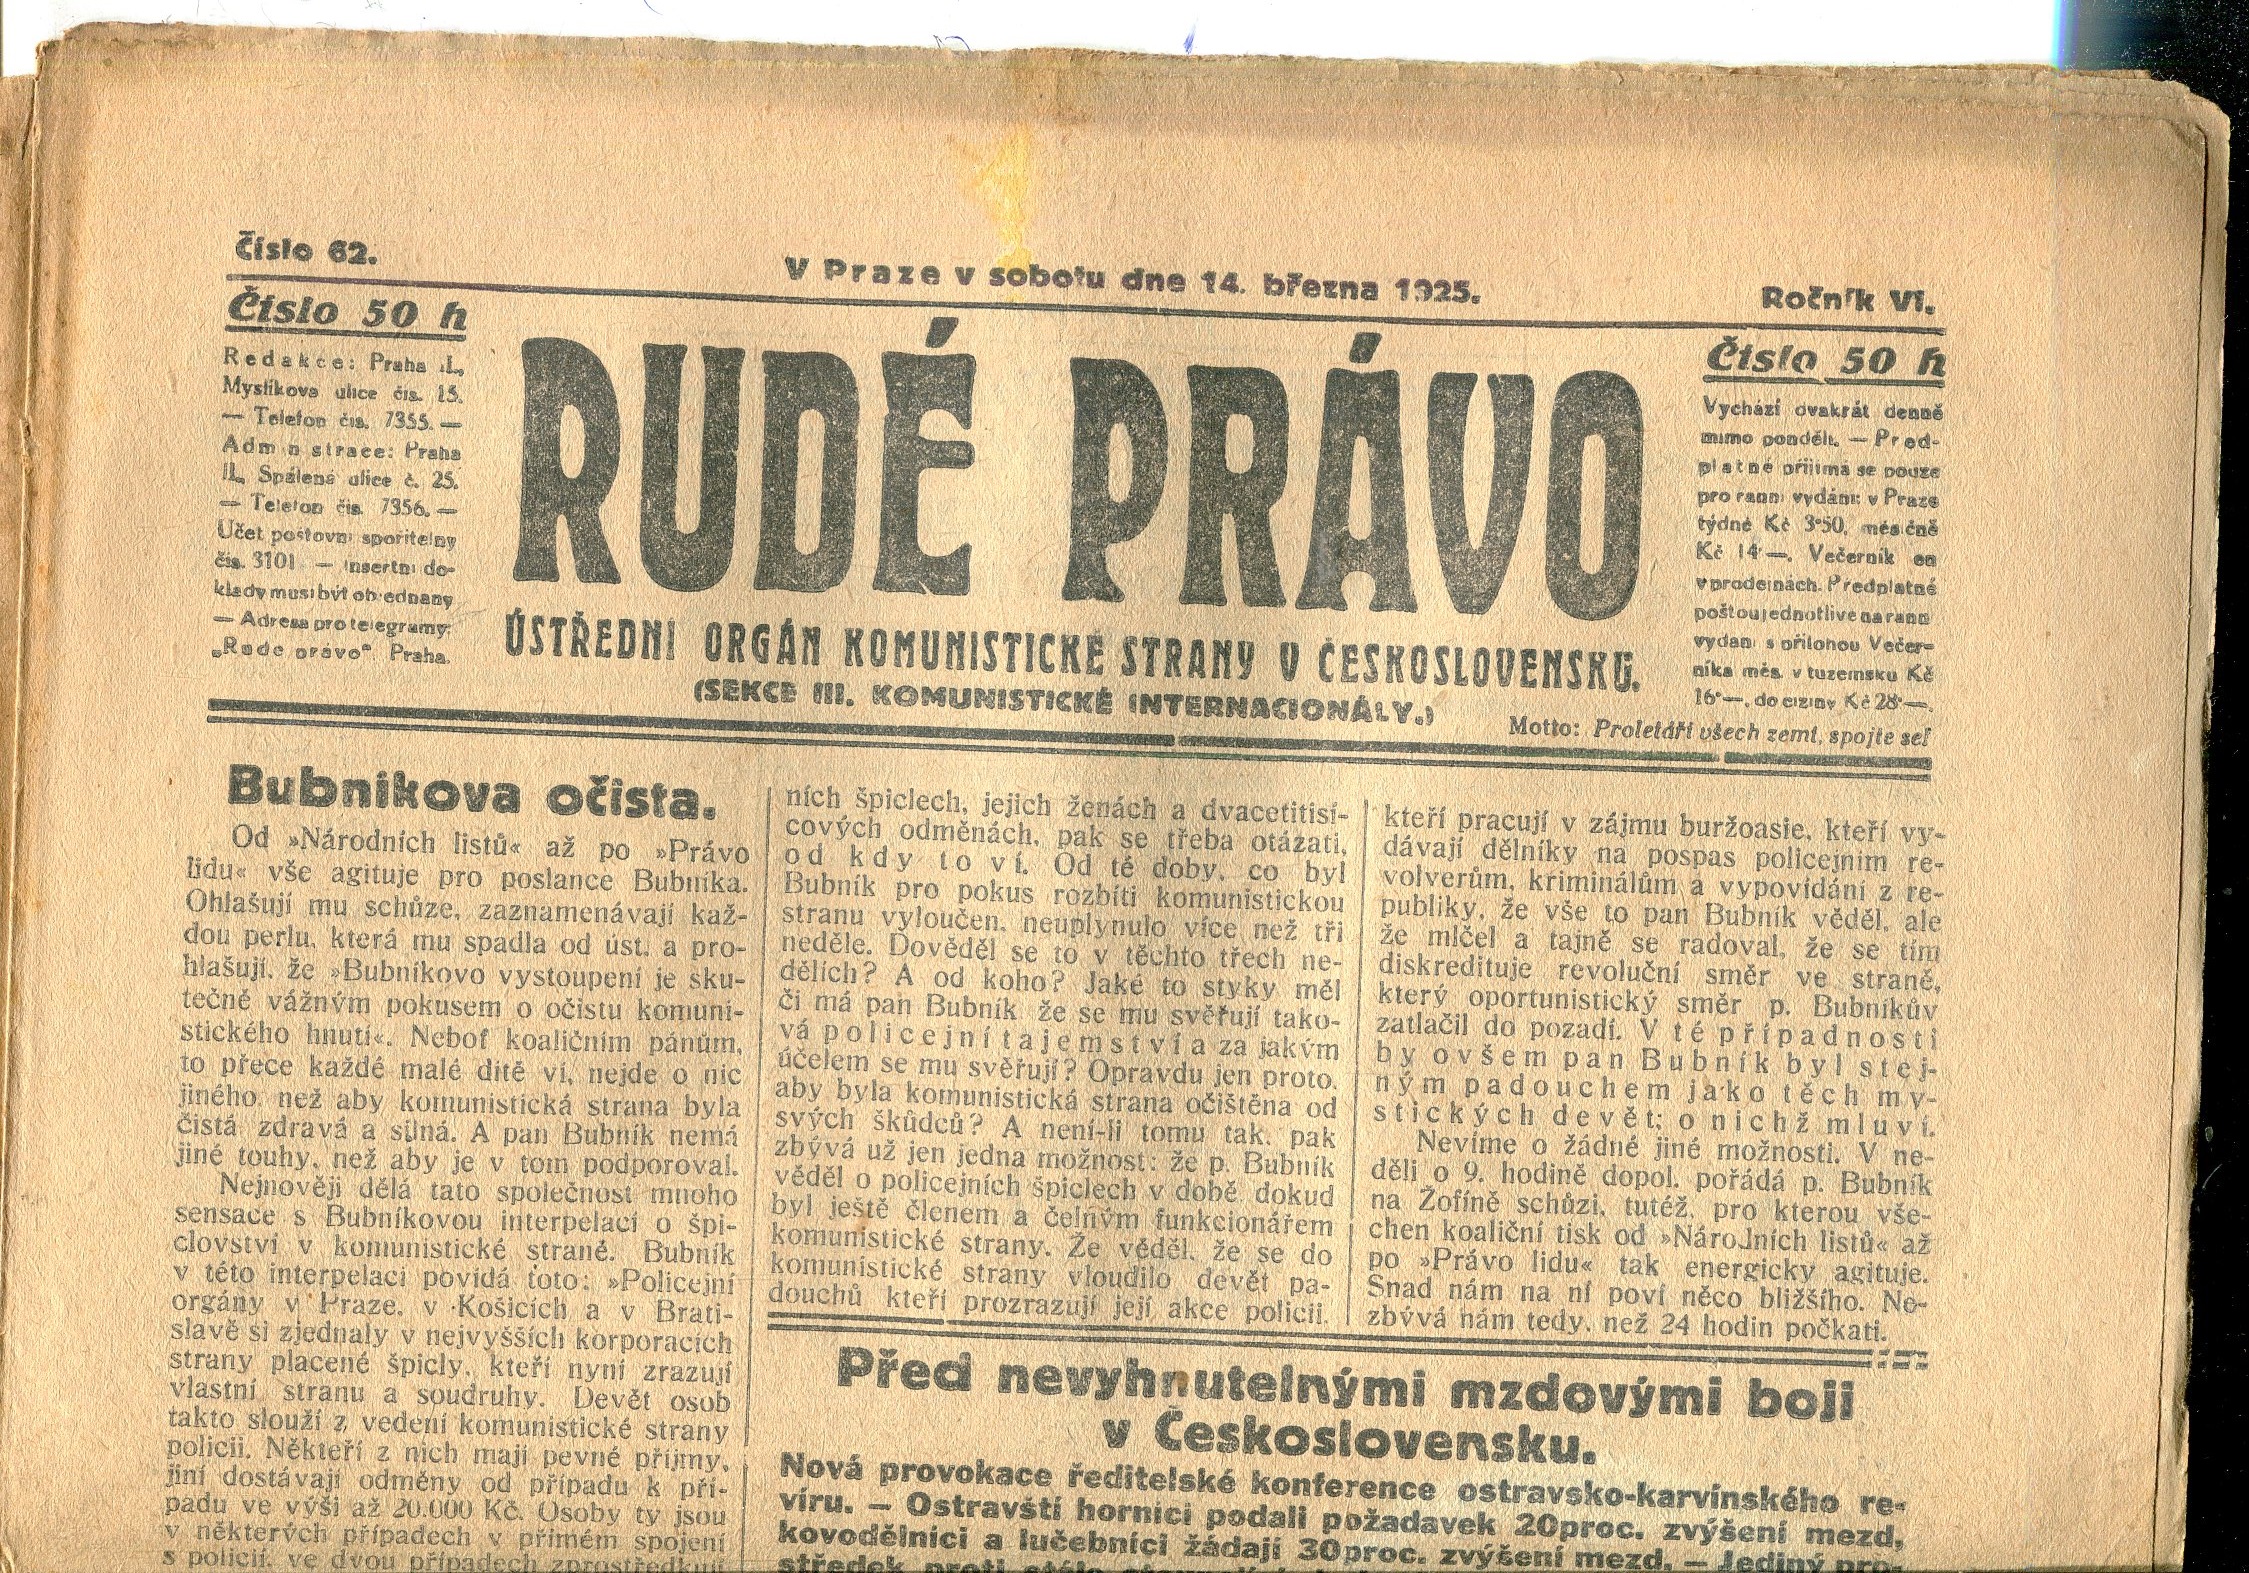 Číslo 62.
V Praze v sobotu dne 14. března 1925.
Ročník VI.
Číslo 50 h
Redakce: Praha II.,
Myslíkova ulice čís. 15.
— Telefon čís. 7355. —
Administrace: Praha
II., Spálená ulice č. 25.
— Telefon čís. 7356. —
Účet poštovní spořitelny
čís. 3101. — Insertní do-
klady musí být objednány
— Adresa pro telegramy:
„Rudé právo“ Praha.
RUDÉ PRÁVO
ÚSTŘEDNÍ ORGÁN KOMUNISTICKÉ STRANY V ČESKOSLOVENSKU.
(SEKCE III. KOMUNISTICKÉ INTERNACIONÁLY.)
Číslo 50 h
Vychází dvakrát denně
mimo pondělí. — Před-
platné přijímá se pouze
pro ranní vydání: v Praze
týdně Kč 3·50, měsíčně
Kč 14·—. Večerník en
v prodejnách. Předplatné
poštou jednotlivé na ranní
vydání s přílohou Večer-
níka měs. v tuzemsku Kč
16·—, do ciziny Kč 28·—.
Motto: Proletáři všech zemí, spojte se!
Bubníkova očista.
Od »Národních listů« až po »Právo
lidu« vše agituje pro poslance Bubníka.
Ohlašují mu schůze, zaznamenávají kaž-
dou perlu, která mu spadla od úst, a pro-
hlašují, že »Bubníkovo vystoupení je sku-
tečně vážným pokusem o očistu komuni-
stického hnutí«. Neboť koaličním pánům,
to přece každé malé dítě ví, nejde o nic
jiného, než aby komunistická strana byla
čistá, zdravá a silná. A pan Bubník nemá
jiné touhy, než aby je v tom podporoval.
Nejnověji dělá tato společnost mnoho
sensace s Bubníkovou interpelací o špi-
clovství v komunistické straně. Bubník
v této interpelaci povídá toto: »Policejní
orgány v Praze, v Košicích a v Brati-
slavě si zjednaly v nejvyšších korporacích
strany placené špicly, kteří nyní zrazují
vlastní stranu a soudruhy. Devět osob
takto slouží z vedení komunistické strany
policii. Někteří z nich mají pevné příjmy,
jiní dostávají odměny od případu k pří-
padu ve výši až 20.000 Kč. Osoby ty jsou
v některých případech v přímém spojení
s policií, ve dvou případech zprostředkují
ních špiclech, jejich ženách a dvacetitisí-
cových odměnách, pak se třeba otázati,
od kdy to ví. Od té doby, co byl
Bubník pro pokus rozbíti komunistickou
stranu vyloučen, neuplynulo více než tři
neděle. Dověděl se to v těchto třech ne-
dělích? A od koho? Jaké to styky měl
či má pan Bubník, že se mu svěřují tako-
vá policejní tajemství a za jakým
účelem se mu svěřují? Opravdu jen proto,
aby byla komunistická strana očištěna od
svých škůdců? A není-li tomu tak, pak
zbývá už jen jedna možnost: že p. Bubník
věděl o policejních špiclech v době, dokud
byl ještě členem a čelným funkcionářem
komunistické strany. Že věděl, že se do
komunistické strany vloudilo devět pa-
douchů kteří prozrazují její akce policii,
kteří pracují v zájmu buržoasie, kteří vy-
dávají dělníky na pospas policejním re-
volverům, kriminálům a vypovídání z re-
publiky, že vše to pan Bubník věděl, ale
že mlčel a tajně se radoval, že se tím
diskredituje revoluční směr ve straně,
který oportunistický směr p. Bubníkův
zatlačil do pozadí. V té případnosti
by ovšem pan Bubník byl stej-
ným padouchem jako těch my-
stických devět, o nichž mluví.
Nevíme o žádné jiné možnosti. V ne-
děli o 9. hodině dopol. pořádá p. Bubník
na Žofíně schůzi, tutéž, pro kterou vše-
chen koaliční tisk od »Národních listů« až
po »Právo lidu« tak energicky agituje.
Snad nám na ní poví něco bližšího. Ne-
zbývá nám tedy, než 24 hodin počkati.
Před nevyhnutelnými mzdovými boji
v Československu.
Nová provokace ředitelské konference ostravsko-karvínského re-
víru. — Ostravští horníci podali požadavek 20proc. zvýšení mezd,
kovodělníci a lučebníci žádají 30proc. zvýšení mezd. — Jediný pro-
středek proti stálé